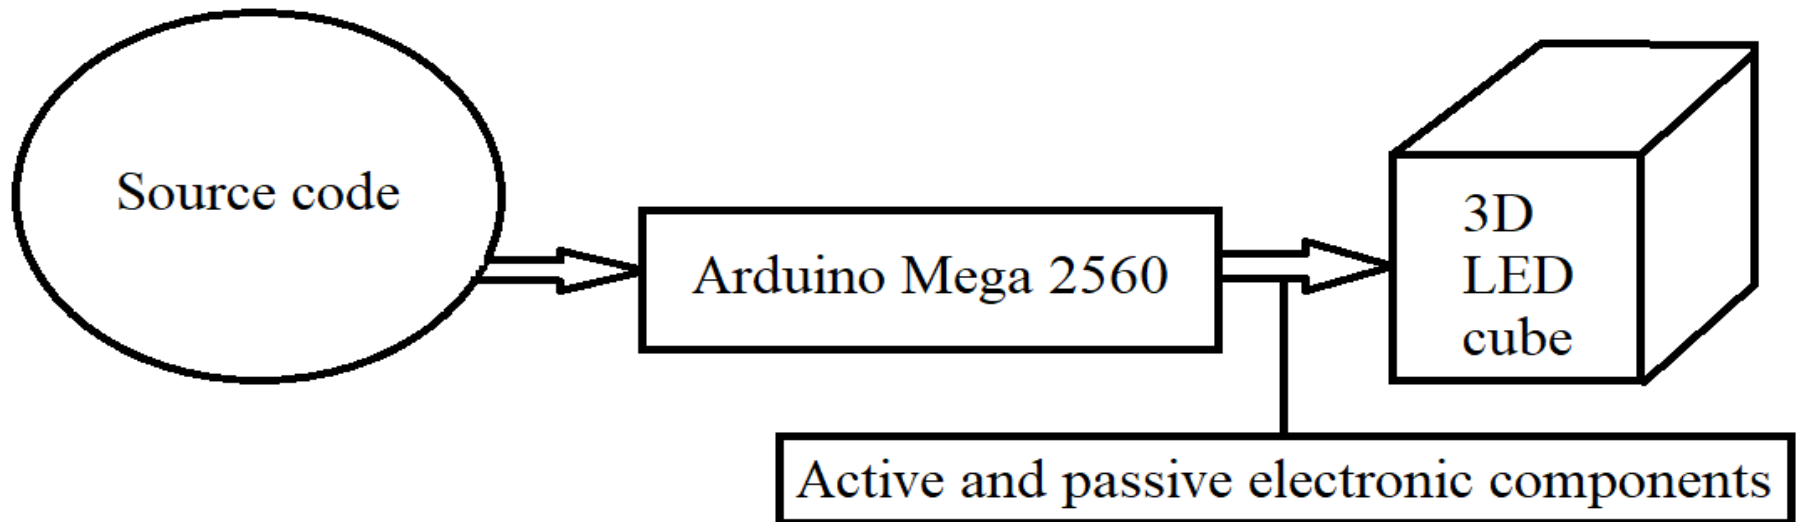 Source code
Arduino Mega 2560
3D
LED
cube
Active and passive electronic components